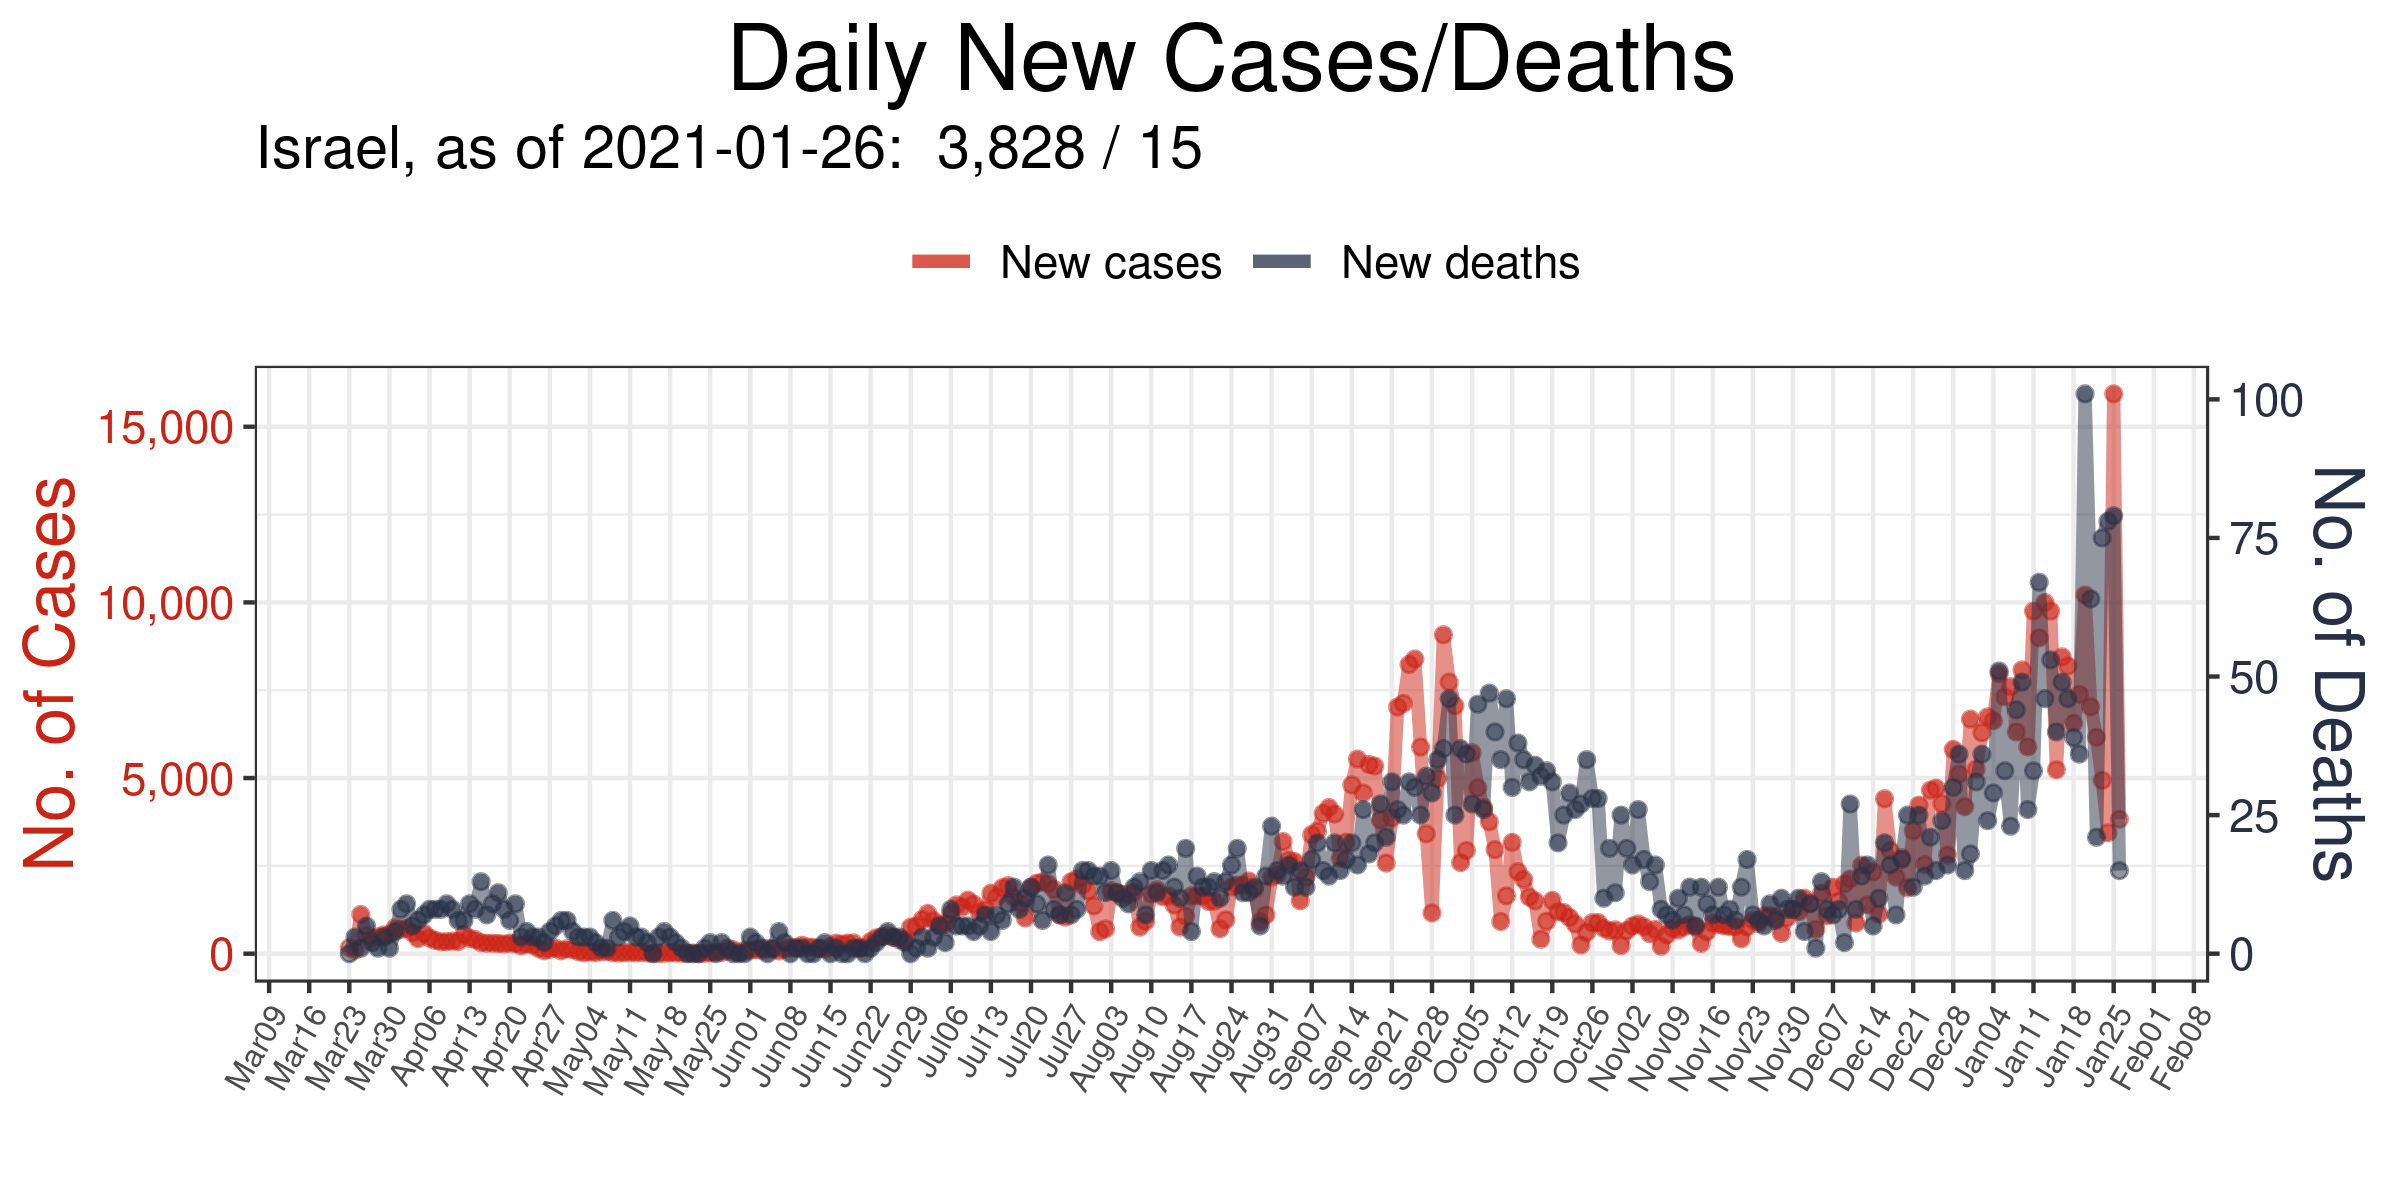 Daily New Cases/Deaths
Israel, as of 2021-01-26:  3,828 / 15
New cases
New deaths
No. of Cases
15,000
10,000
5,000
0
100
75
50
25
0
No. of Deaths
Mar09
Mar16
Mar23
Mar30
Apr06
Apr13
Apr20
Apr27
May04
May11
May18
May25
Jun01
Jun08
Jun15
Jun22
Jun29
Jul06
Jul13
Jul20
Jul27
Aug03
Aug10
Aug17
Aug24
Aug31
Sep07
Sep14
Sep21
Sep28
Oct05
Oct12
Oct19
Oct26
Nov02
Nov09
Nov16
Nov23
Nov30
Dec07
Dec14
Dec21
Dec28
Jan04
Jan11
Jan18
Jan25
Feb01
Feb08